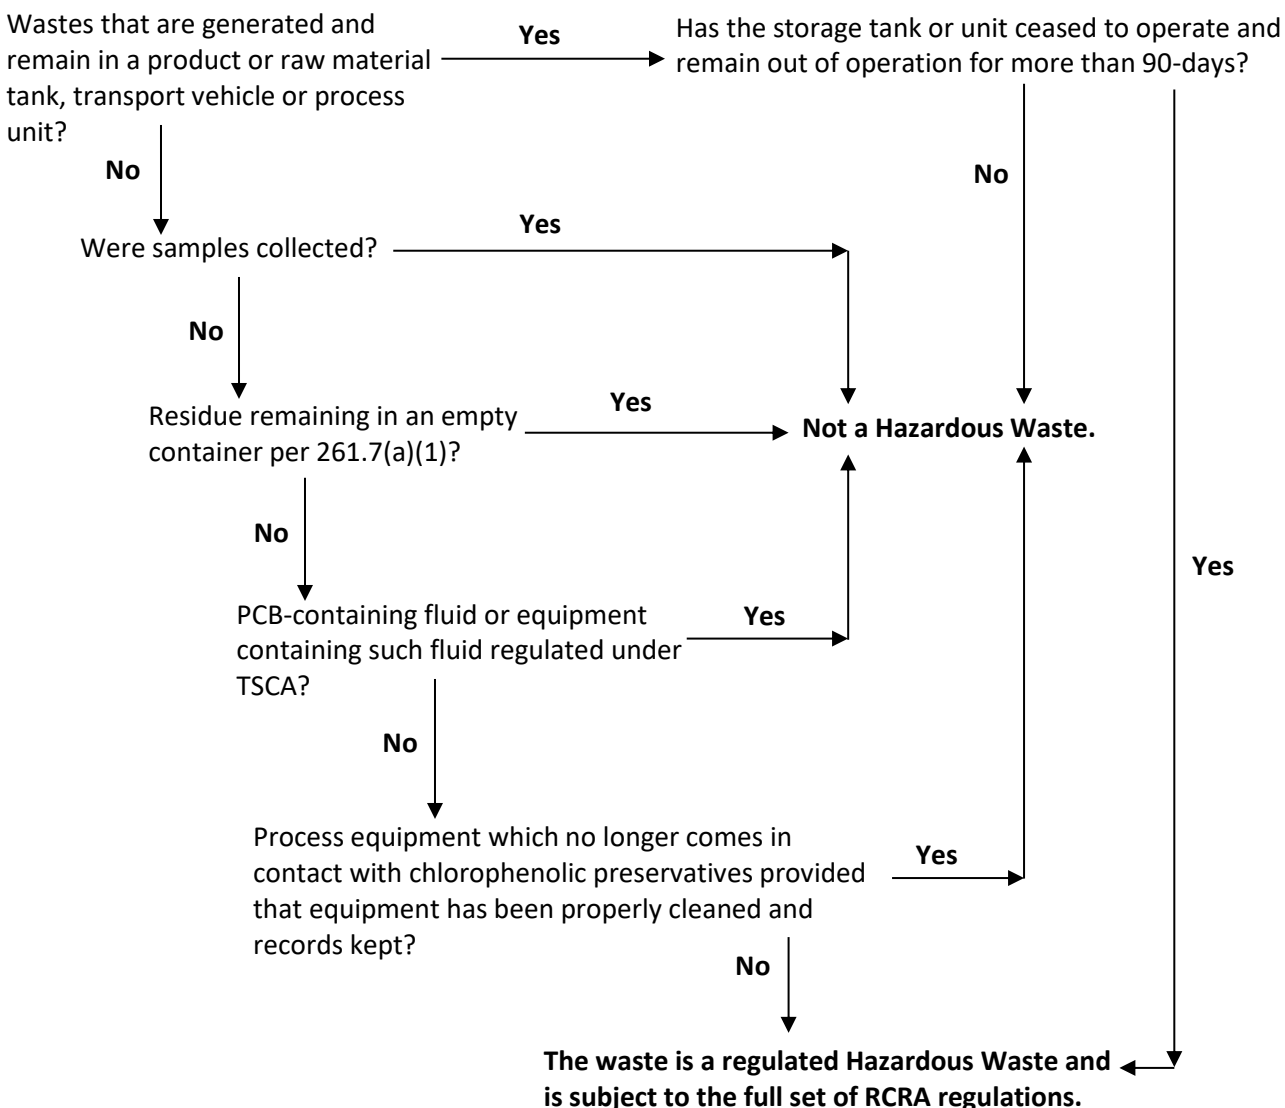 Wastes that are generated and
remain in a product or raw material
tank, transport vehicle or process
unit?
Yes
Has the storage tank or unit ceased to operate and
remain out of operation for more than 90-days?
No
No
Were samples collected?
Yes
No
Residue remaining in an empty
container per 261.7(a)(1)?
Yes
Not a Hazardous Waste.
No
Yes
PCB-containing fluid or equipment
containing such fluid regulated under
TSCA?
Yes
No
Process equipment which no longer comes in
contact with chlorophenolic preservatives provided
that equipment has been properly cleaned and
records kept?
Yes
No
The waste is a regulated Hazardous Waste and
is subject to the full set of RCRA regulations.